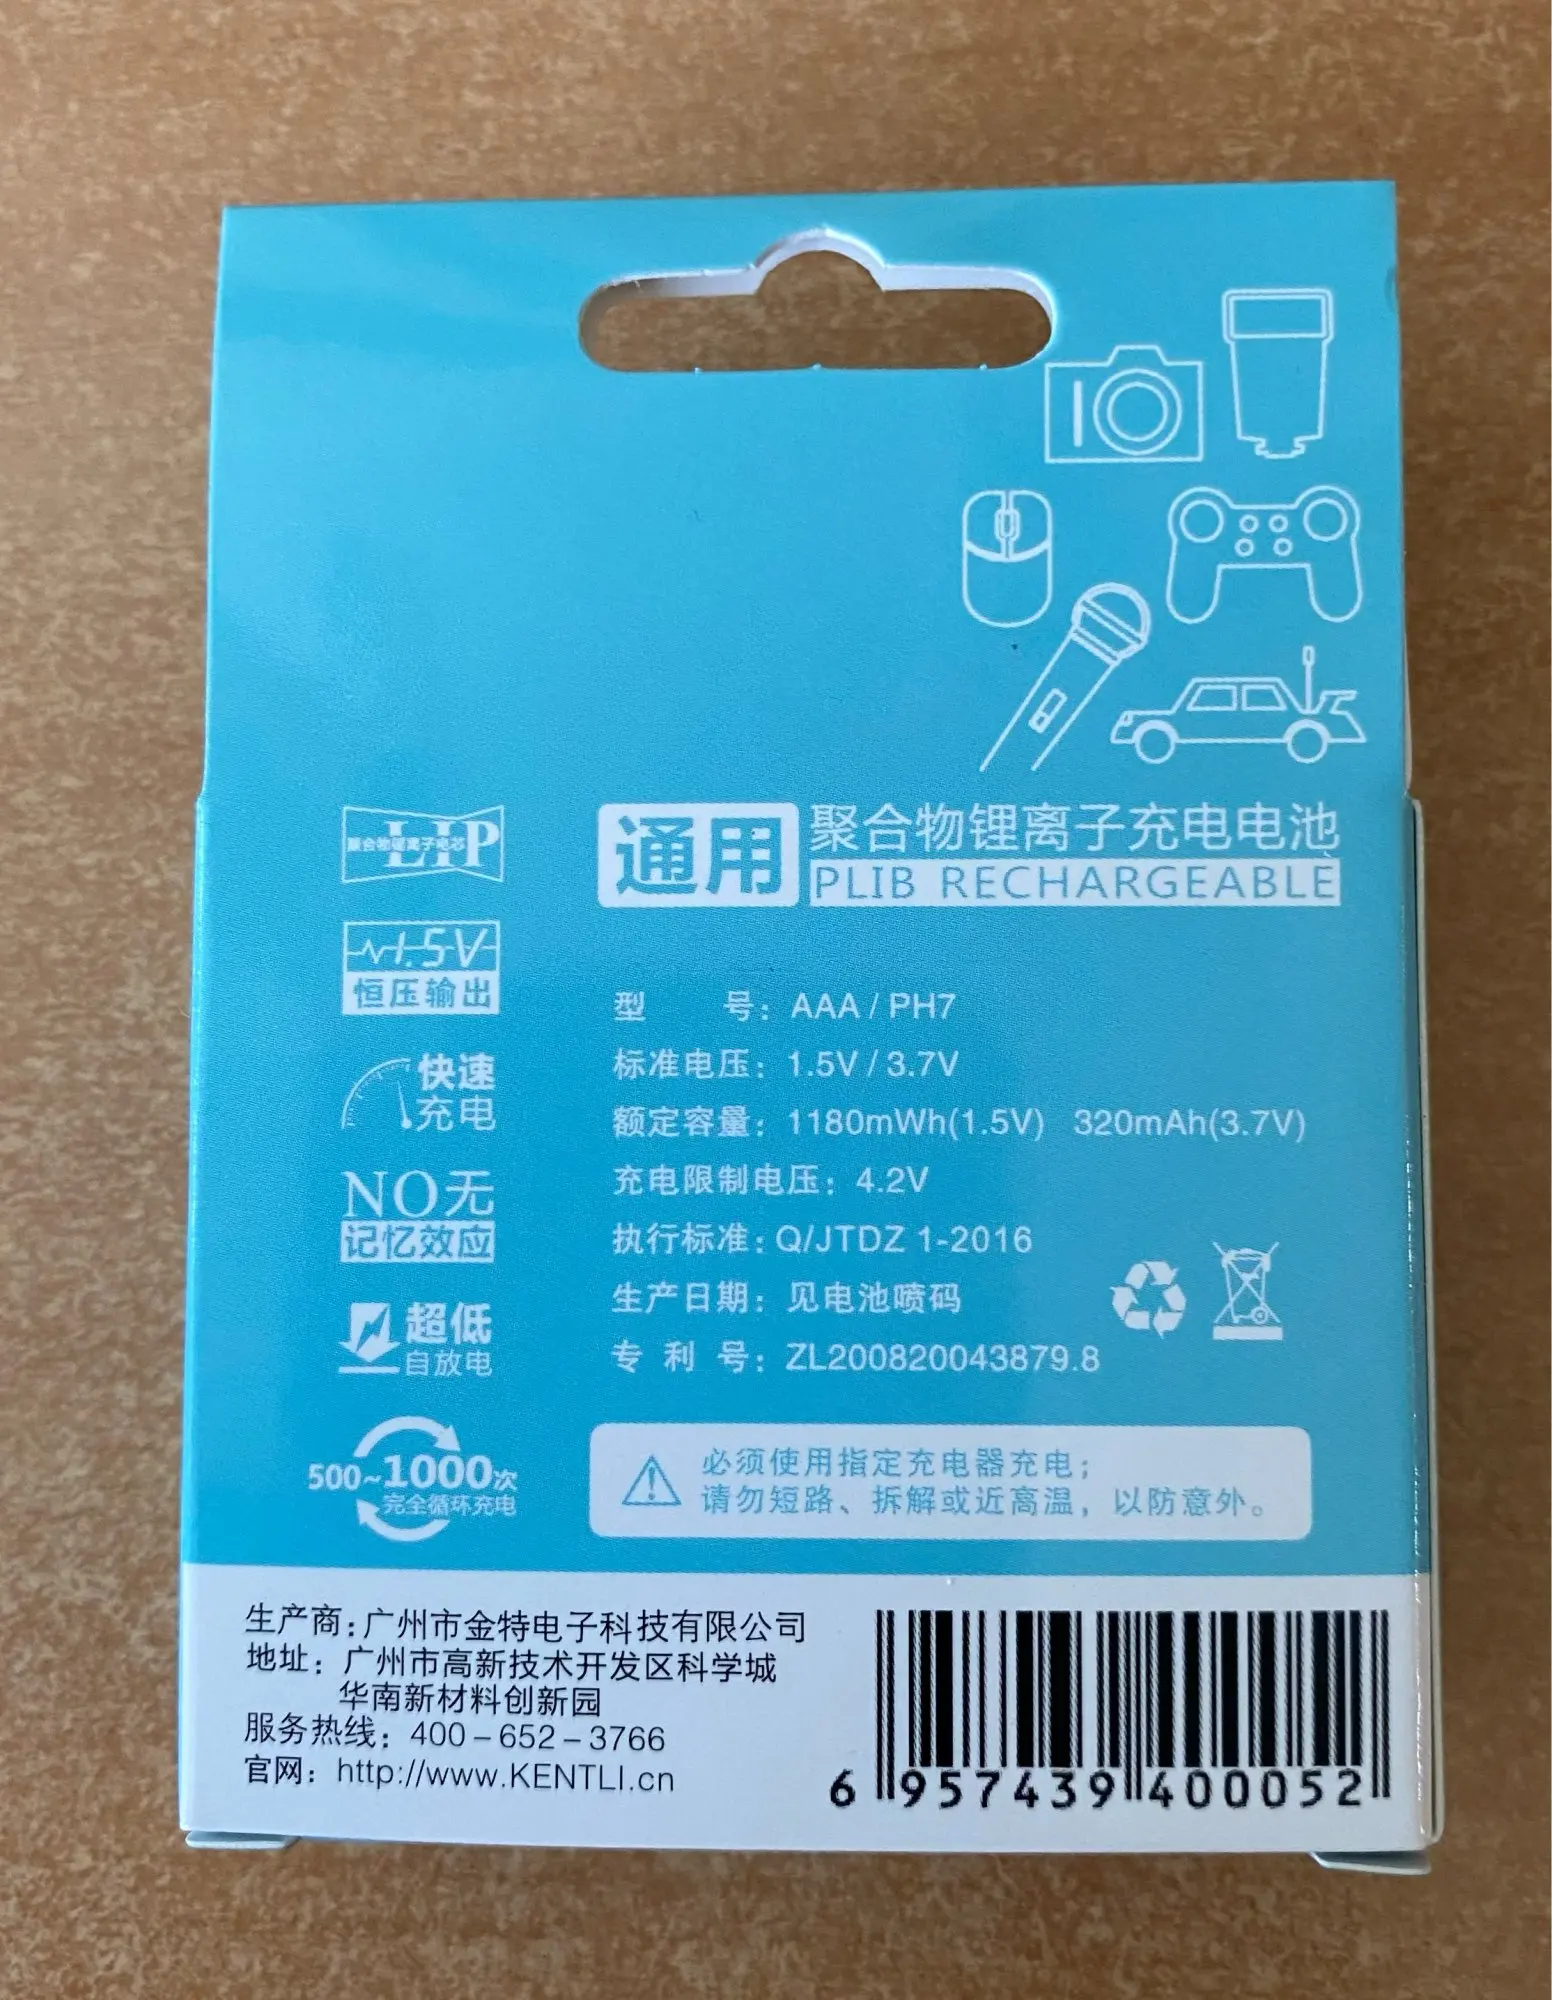 LIP
聚合物锂离子电芯
1.5V
恒压输出
快速
充电
NO无
记忆效应
超低
自放电
500~1000次
完全循环充电
通用
聚合物锂离子充电电池
PLIB RECHARGEABLE
型 号：AAA / PH7
标准电压：1.5V / 3.7V
额定容量：1180mWh(1.5V) 320mAh(3.7V)
充电限制电压：4.2V
执行标准：Q/JTDZ 1-2016
生产日期：见电池喷码
专 利 号：ZL200820043879.8
必须使用指定充电器充电；
请勿短路、拆解或近高温，以防意外。
生产商：广州市金特电子科技有限公司
地址：广州市高新技术开发区科学城
华南新材料创新园
服务热线：400－652－3766
官网：http://www.KENTLI.cn
6 957439 400052